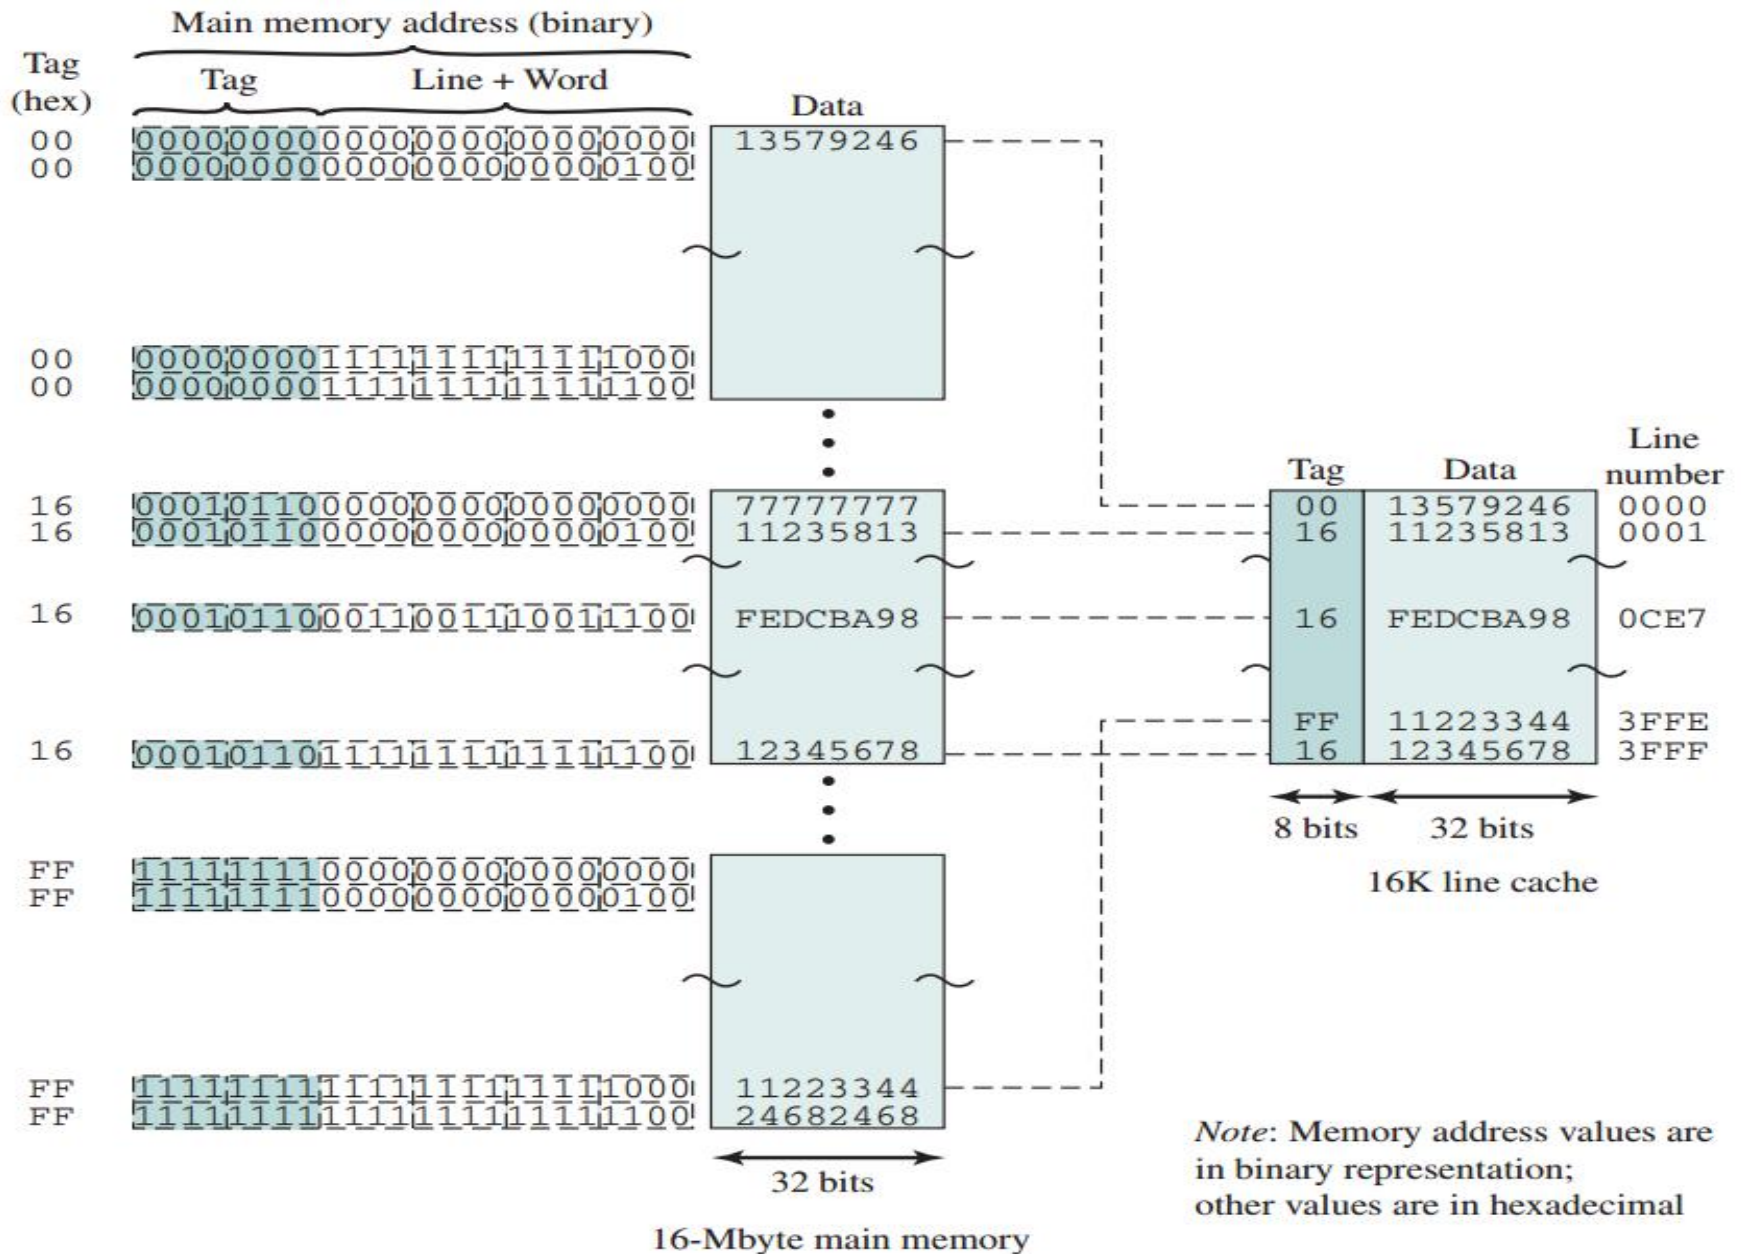 Main memory address (binary)
Tag
(hex)
Tag
Line + Word
Data
00 000000000000000000000000 13579246
00 000000000000000000000100
00 000000001111111111111000
00 000000001111111111111100
16 000101100000000000000000 77777777
16 000101100000000000000100 11235813
16 000101100011001110011100 FEDCBA98
16 000101101111111111111100 12345678
FF 111111110000000000000000
FF 111111110000000000000100
FF 111111111111111111111000 11223344
FF 111111111111111111111100 24682468
32 bits
16-Mbyte main memory
Tag
Data
Line
number
00 13579246 0000
16 11235813 0001
16 FEDCBA98 0CE7
FF 11223344 3FFE
16 12345678 3FFF
8 bits
32 bits
16K line cache
Note: Memory address values are
in binary representation;
other values are in hexadecimal